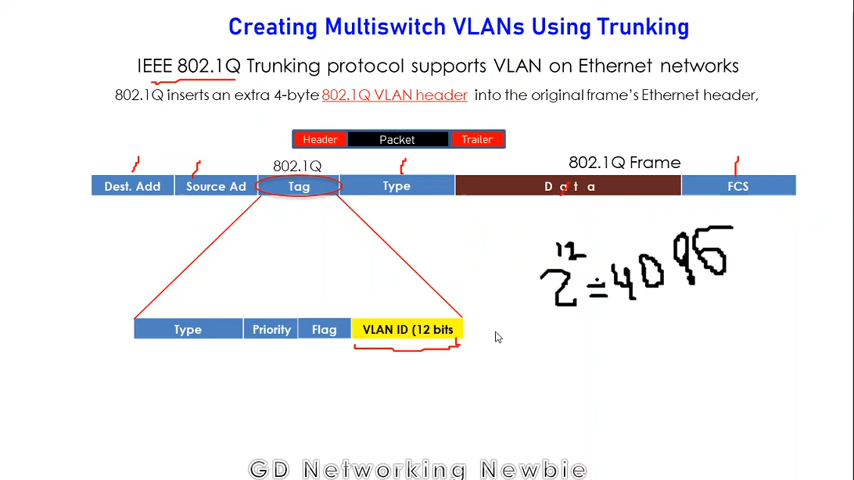 Creating Multiswitch VLANs Using Trunking
IEEE 802.1Q Trunking protocol supports VLAN on Ethernet networks
802.1Q inserts an extra 4-byte 802.1Q VLAN header into the original frame's Ethernet header,
Header Packet Trailer
802.1Q 802.1Q Frame
Dest. Add Source Ad Tag Type Data FCS
2^12 = 4095
Type Priority Flag VLAN ID (12 bits
GD Networking Newbie